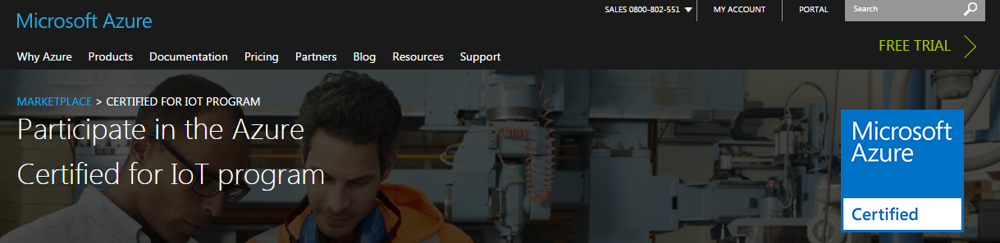 Microsoft Azure
SALES 0800-802-551
MY ACCOUNT
PORTAL
Search
FREE TRIAL
Why Azure Products Documentation Pricing Partners Blog Resources Support
MARKETPLACE > CERTIFIED FOR IOT PROGRAM
Participate in the Azure
Certified for IoT program
Microsoft
Azure
Certified